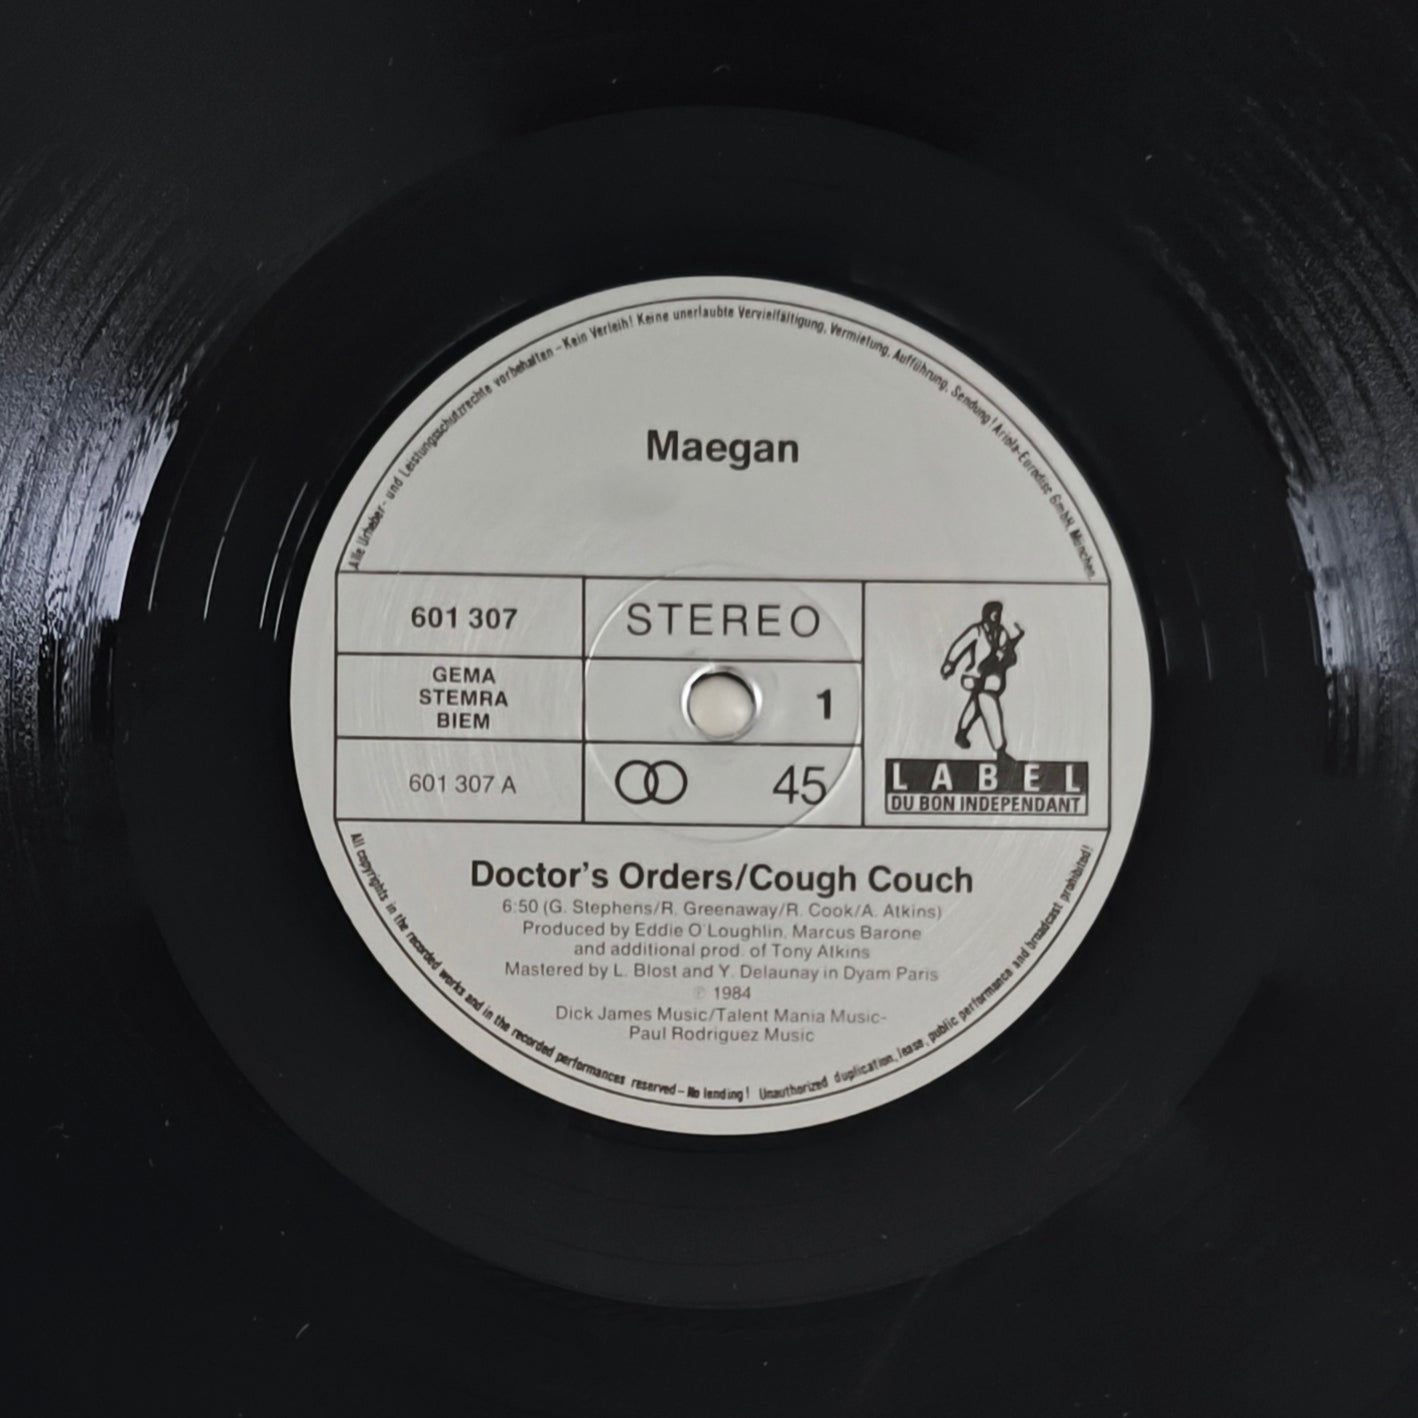 Alle Urheber- und Leistungsschutzrechte vorbehalten – Kein Verleih! Keine unerlaubte Vervielfältigung, Vermietung, Aufführung, Sendung! Ariola-Eurodisc GmbH, München.
Maegan
601 307
STEREO
GEMA
STEMRA
BIEM
1
601 307 A
45
LABEL
DU BON INDEPENDANT
Doctor's Orders/Cough Couch
6:50 (G. Stephens/R. Greenaway/R. Cook/A. Atkins)
Produced by Eddie O'Loughlin, Marcus Barone
and additional prod. of Tony Atkins
Mastered by L. Blost and Y. Delaunay in Dyam Paris
℗ 1984
Dick James Music/Talent Mania Music-
Paul Rodriguez Music
All copyrights in the recorded works and in the recorded performances reserved – No lending! Unauthorized duplication, lease, public performance and broadcast prohibited!